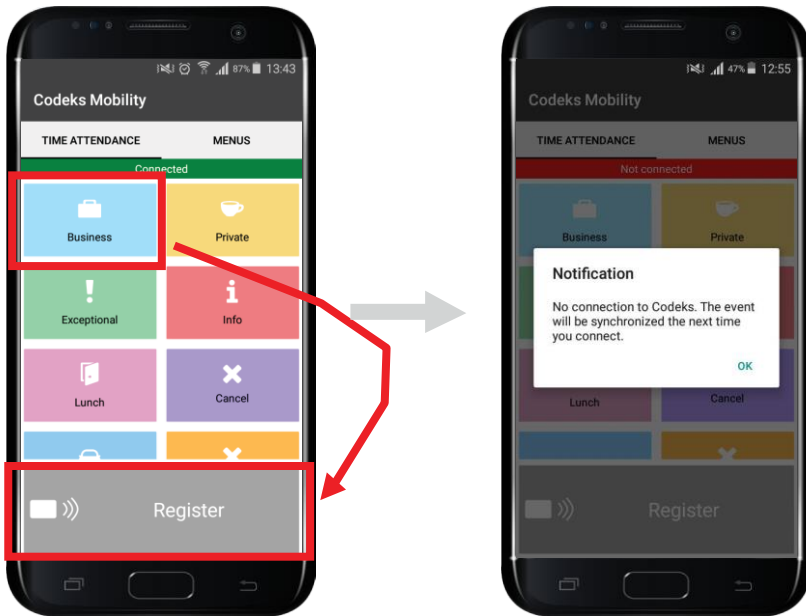 87% 13:43
Codeks Mobility
TIME ATTENDANCE MENUS
Connected
Business Private
Exceptional Info
Lunch Cancel
Register
47% 12:55
Codeks Mobility
TIME ATTENDANCE MENUS
Not connected
Business Private
Notification
No connection to Codeks. The event
will be synchronized the next time
you connect.
OK
Lunch Cancel
Register